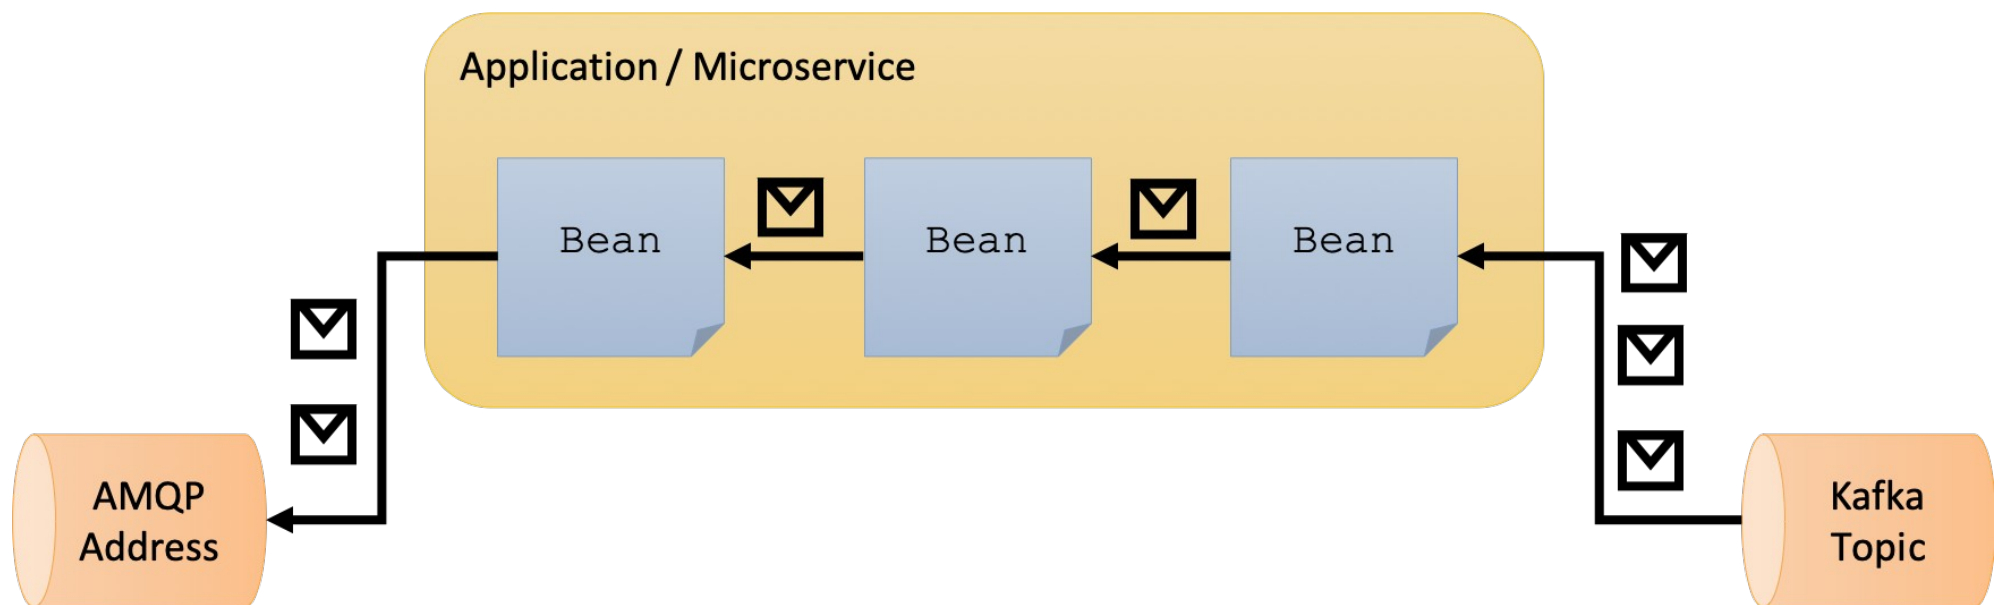 Application / Microservice
Bean
Bean
Bean
AMQP
Address
Kafka
Topic